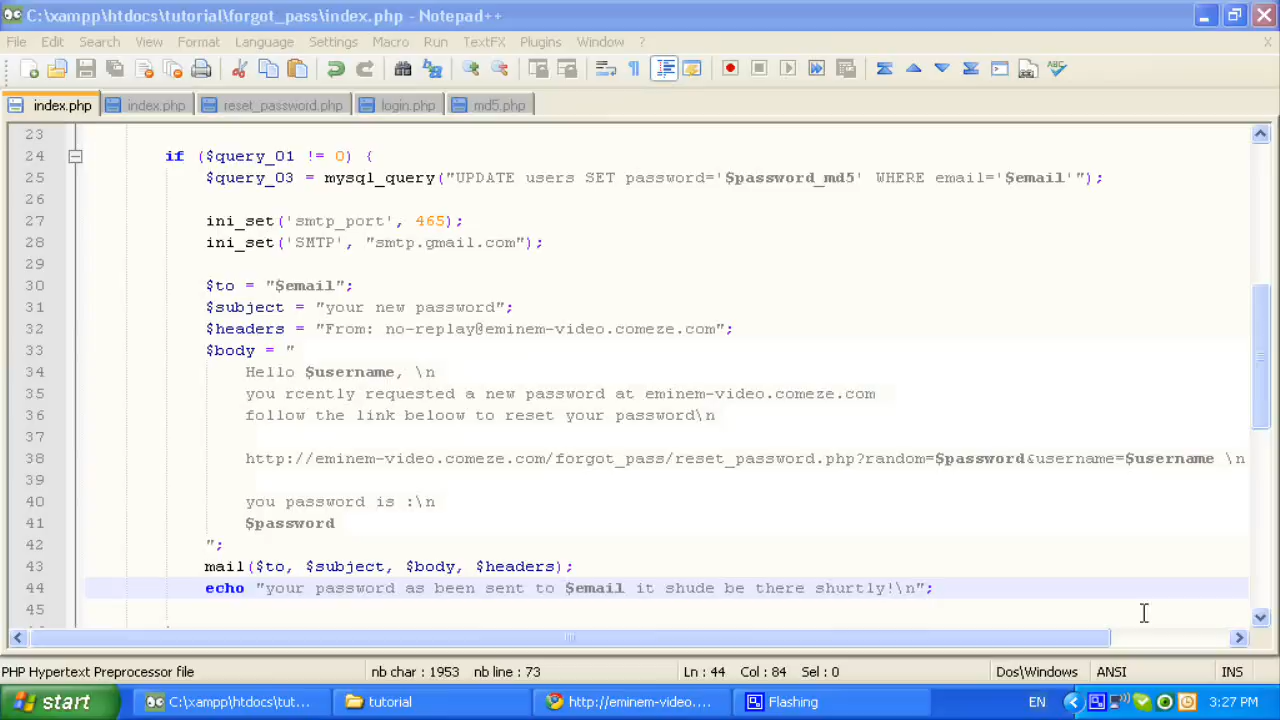 C:\xampp\htdocs\tutorial\forgot_pass\index.php - Notepad++
File Edit Search View Format Language Settings Macro Run TextFX Plugins Window ? X
index.php index.php reset_password.php login.php md5.php
23
24 if ($query_01 != 0) {
25 $query_03 = mysql_query("UPDATE users SET password='$password_md5' WHERE email='$email'");
26
27 ini_set('smtp_port', 465);
28 ini_set('SMTP', "smtp.gmail.com");
29
30 $to = "$email";
31 $subject = "your new password";
32 $headers = "From: no-replay@eminem-video.comeze.com";
33 $body = "
34 Hello $username, \n
35 you rcently requested a new password at eminem-video.comeze.com
36 follow the link beloow to reset your password\n
37
38 http://eminem-video.comeze.com/forgot_pass/reset_password.php?random=$password&username=$username \n
39
40 you password is :\n
41 $password
42 ";
43 mail($to, $subject, $body, $headers);
44 echo "your password as been sent to $email it shude be there shurtly!\n";
45
PHP Hypertext Preprocessor file nb char : 1953 nb line : 73 Ln : 44 Col : 84 Sel : 0 Dos\Windows ANSI INS
start C:\xampp\htdocs\tut... tutorial http://eminem-video.... Flashing EN 3:27 PM